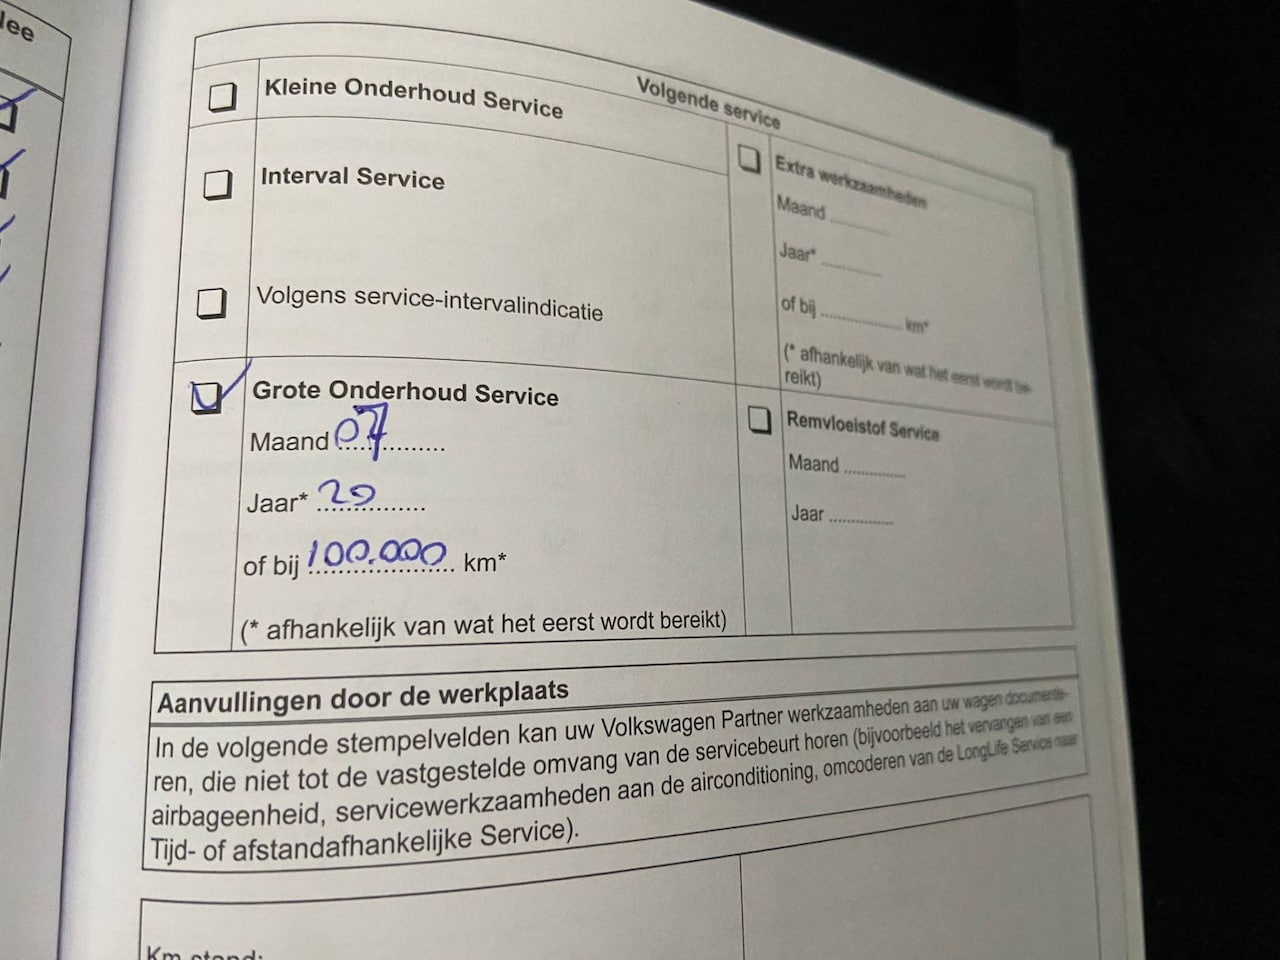 lee
Volgende service
Kleine Onderhoud Service
Interval Service
Volgens service-intervalindicatie
Grote Onderhoud Service
Maand 07
Jaar* 20
of bij 100.000 km*
(* afhankelijk van wat het eerst wordt bereikt)
Extra werkzaamheden
Maand
Jaar*
of bij km*
(* afhankelijk van wat het eerst wordt be-
reikt)
Remvloeistof Service
Maand
Jaar
Aanvullingen door de werkplaats
In de volgende stempelvelden kan uw Volkswagen Partner werkzaamheden aan uw wagen documente-
ren, die niet tot de vastgestelde omvang van de servicebeurt horen (bijvoorbeeld het vervangen van een
airbageenheid, servicewerkzaamheden aan de airconditioning, omcoderen van de LongLife Service naar
Tijd- of afstandafhankelijke Service).
Km stand: